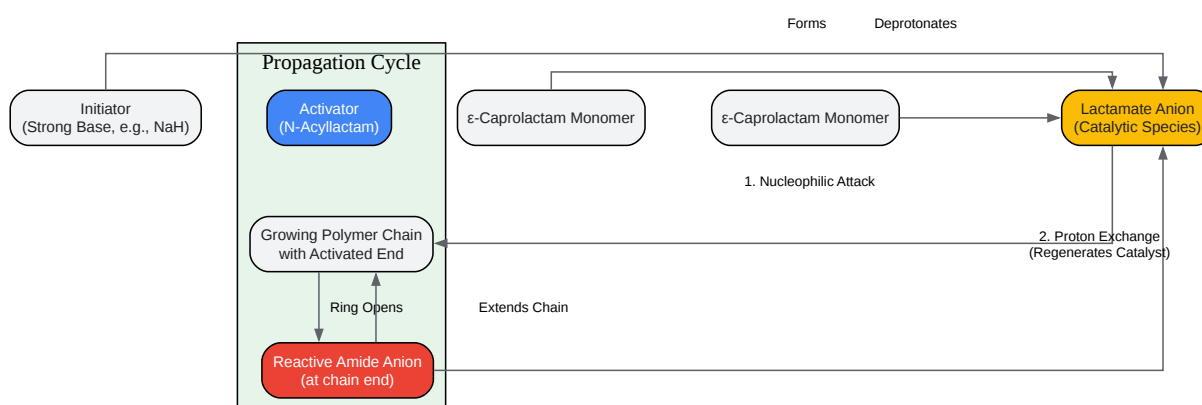 Forms
Deprotonates
Propagation Cycle
Initiator
(Strong Base, e.g., NaH)
Activator
(N-Acyllactam)
ε-Caprolactam Monomer
ε-Caprolactam Monomer
Lactamate Anion
(Catalytic Species)
1. Nucleophilic Attack
Growing Polymer Chain
with Activated End
2. Proton Exchange
(Regenerates Catalyst)
Ring Opens
Extends Chain
Reactive Amide Anion
(at chain end)